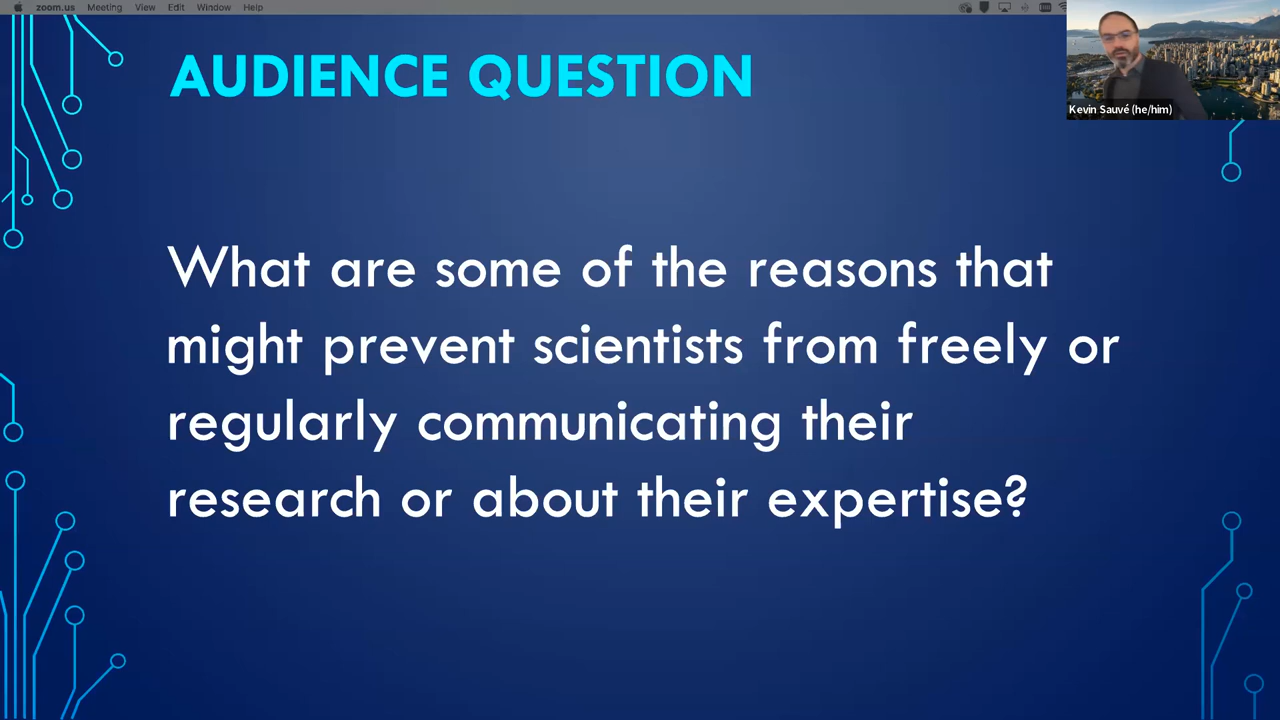 zoom.us Meeting View Edit Window Help
AUDIENCE QUESTION
Kevin Sauvé (he/him)
What are some of the reasons that
might prevent scientists from freely or
regularly communicating their
research or about their expertise?